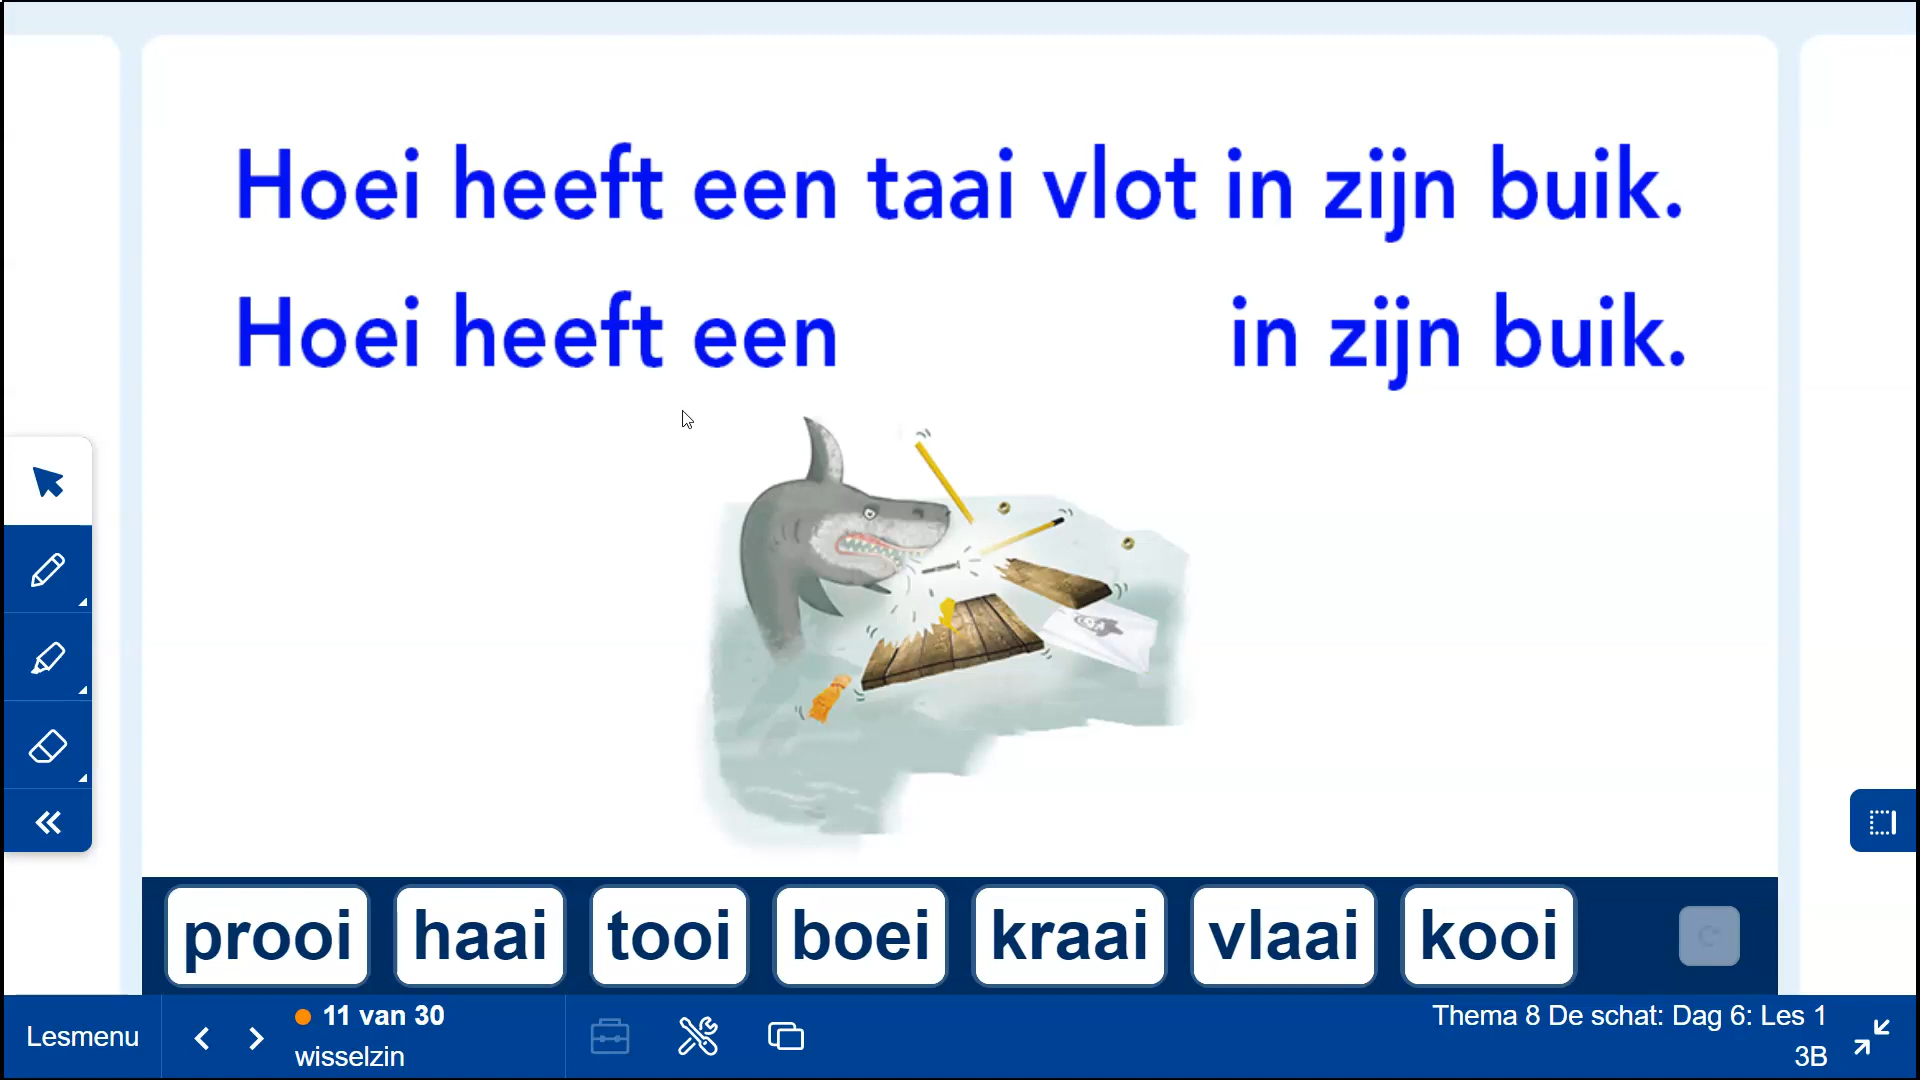 Hoei heeft een taai vlot in zijn buik.
Hoei heeft een in zijn buik.
prooi haai tooi boei kraai vlaai kooi
Lesmenu
11 van 30
wisselzin
Thema 8 De schat: Dag 6: Les 1
3B